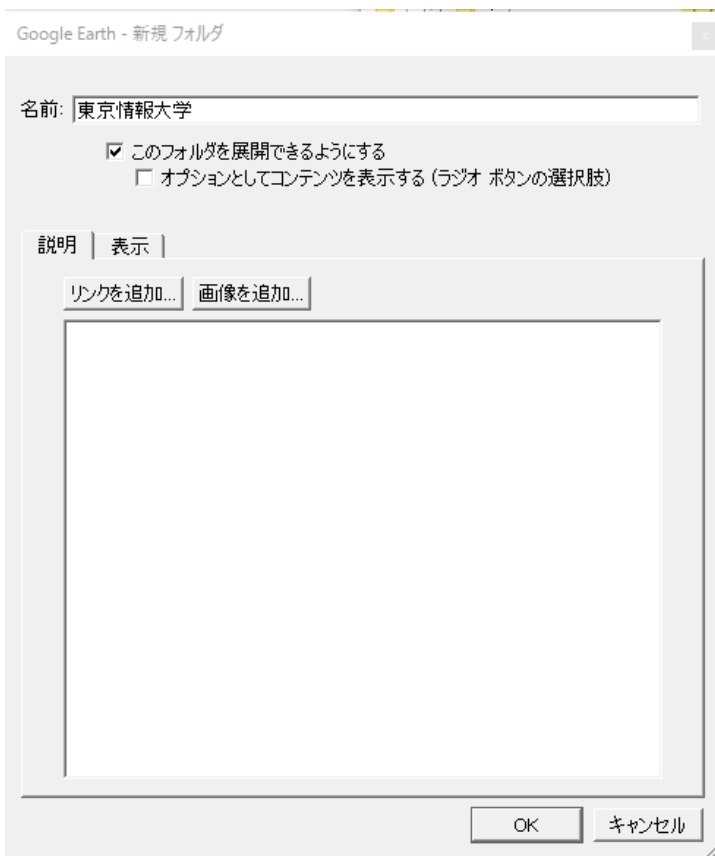 Google Earth - 新規 フォルダ
名前: 東京情報大学
このフォルダを展開できるようにする
オプションとしてコンテンツを表示する (ラジオ ボタンの選択肢)
説明 表示
リンクを追加... 画像を追加...
OK キャンセル